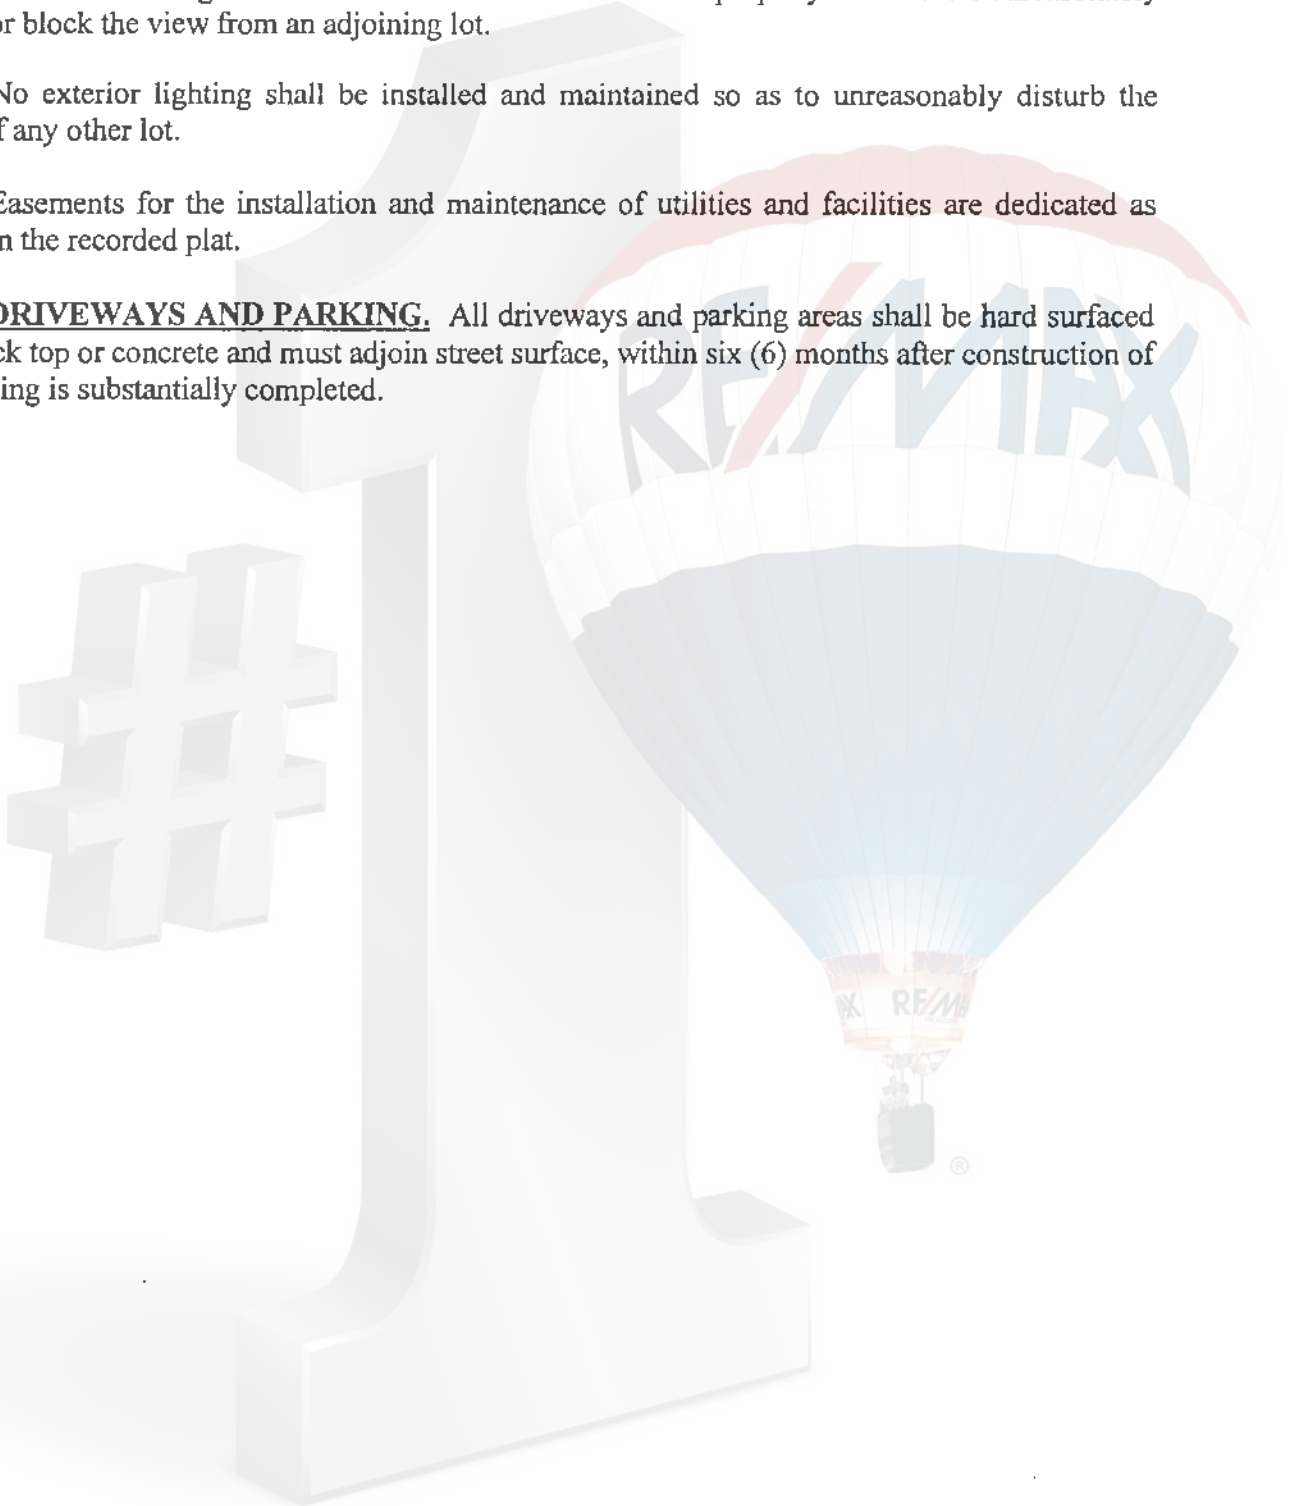 or block the view from an adjoining lot.
No exterior lighting shall be installed and maintained so as to unreasonably disturb the
f any other lot.
Easements for the installation and maintenance of utilities and facilities are dedicated as
n the recorded plat.
DRIVEWAYS AND PARKING. All driveways and parking areas shall be hard surfaced
ck top or concrete and must adjoin street surface, within six (6) months after construction of
ing is substantially completed.
RE/MAX
#1
AX RE/MA
®